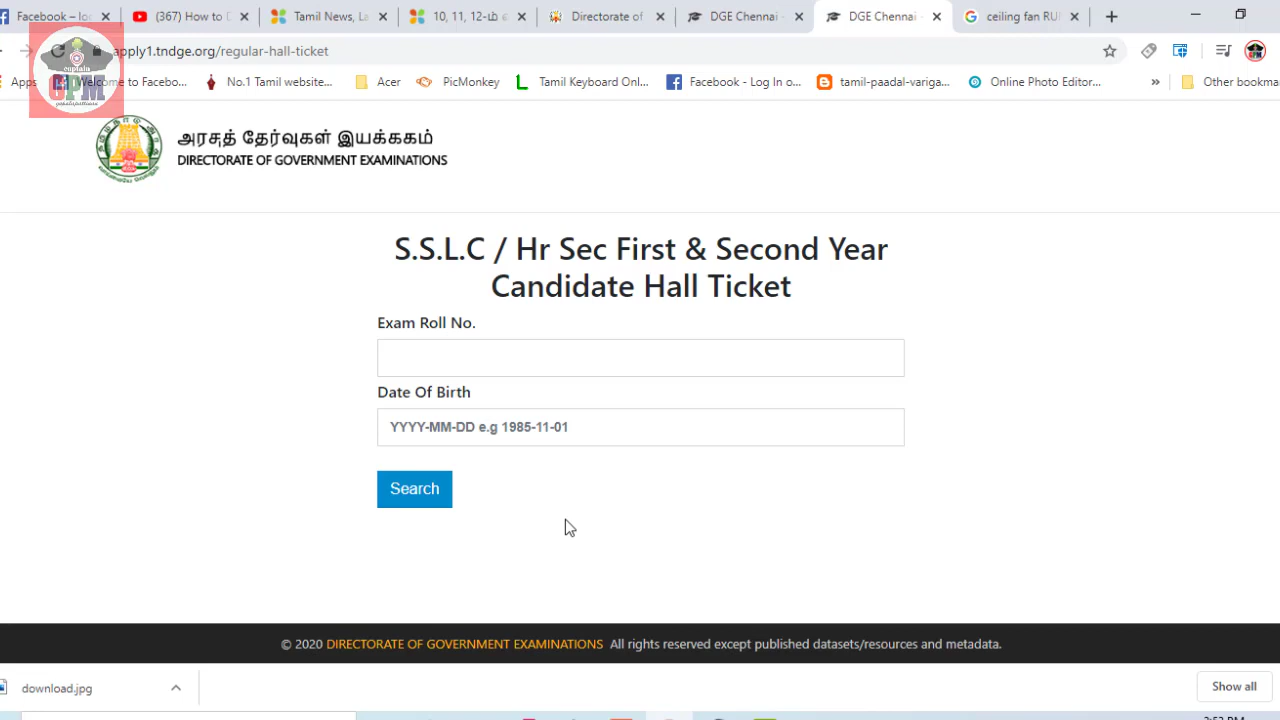 Facebook – lo
(367) How to
Tamil News, La
10, 11, 12-ம் எ
Directorate of
DGE Chennai
DGE Chennai -
ceiling fan RU
apply1.tndge.org/regular-hall-ticket
Apps
Welcome to Facebo...
No.1 Tamil website...
Acer
PicMonkey
Tamil Keyboard Onl...
Facebook - Log In o...
tamil-paadal-variga...
Online Photo Editor...
»
Other bookma
captain
GPM
அரசுத் தேர்வுகள் இயக்ககம்
DIRECTORATE OF GOVERNMENT EXAMINATIONS
S.S.L.C / Hr Sec First & Second Year
Candidate Hall Ticket
Exam Roll No.
Date Of Birth
YYYY-MM-DD e.g 1985-11-01
Search
© 2020 DIRECTORATE OF GOVERNMENT EXAMINATIONS All rights reserved except published datasets/resources and metadata.
download.jpg
Show all